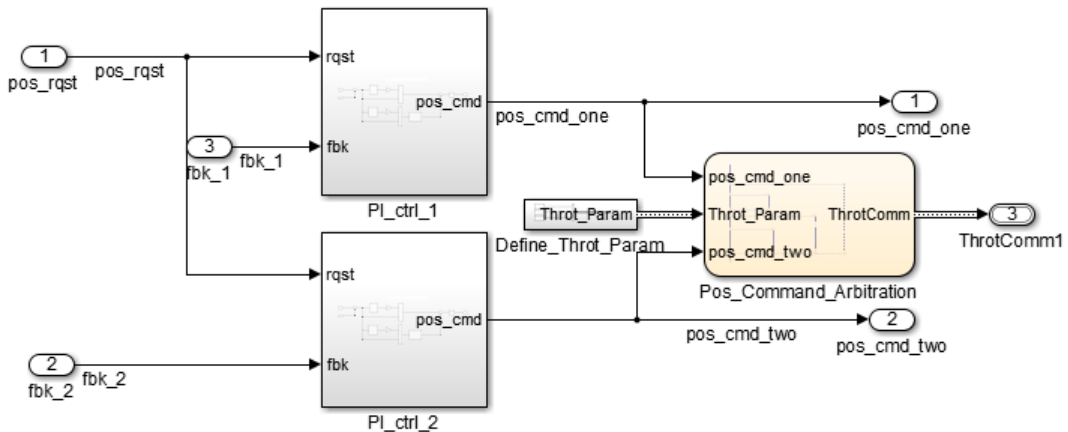 1
pos_rqst
pos_rqst
rqst
fbk
pos_cmd
PI_ctrl_1
3
fbk_1
fbk_1
pos_cmd_one
1
pos_cmd_one
Throt_Param
Define_Throt_Param
pos_cmd_one
Throt_Param
pos_cmd_two
ThrotComm
Pos_Command_Arbitration
3
ThrotComm1
rqst
fbk
pos_cmd
PI_ctrl_2
pos_cmd_two
2
pos_cmd_two
2
fbk_2
fbk_2